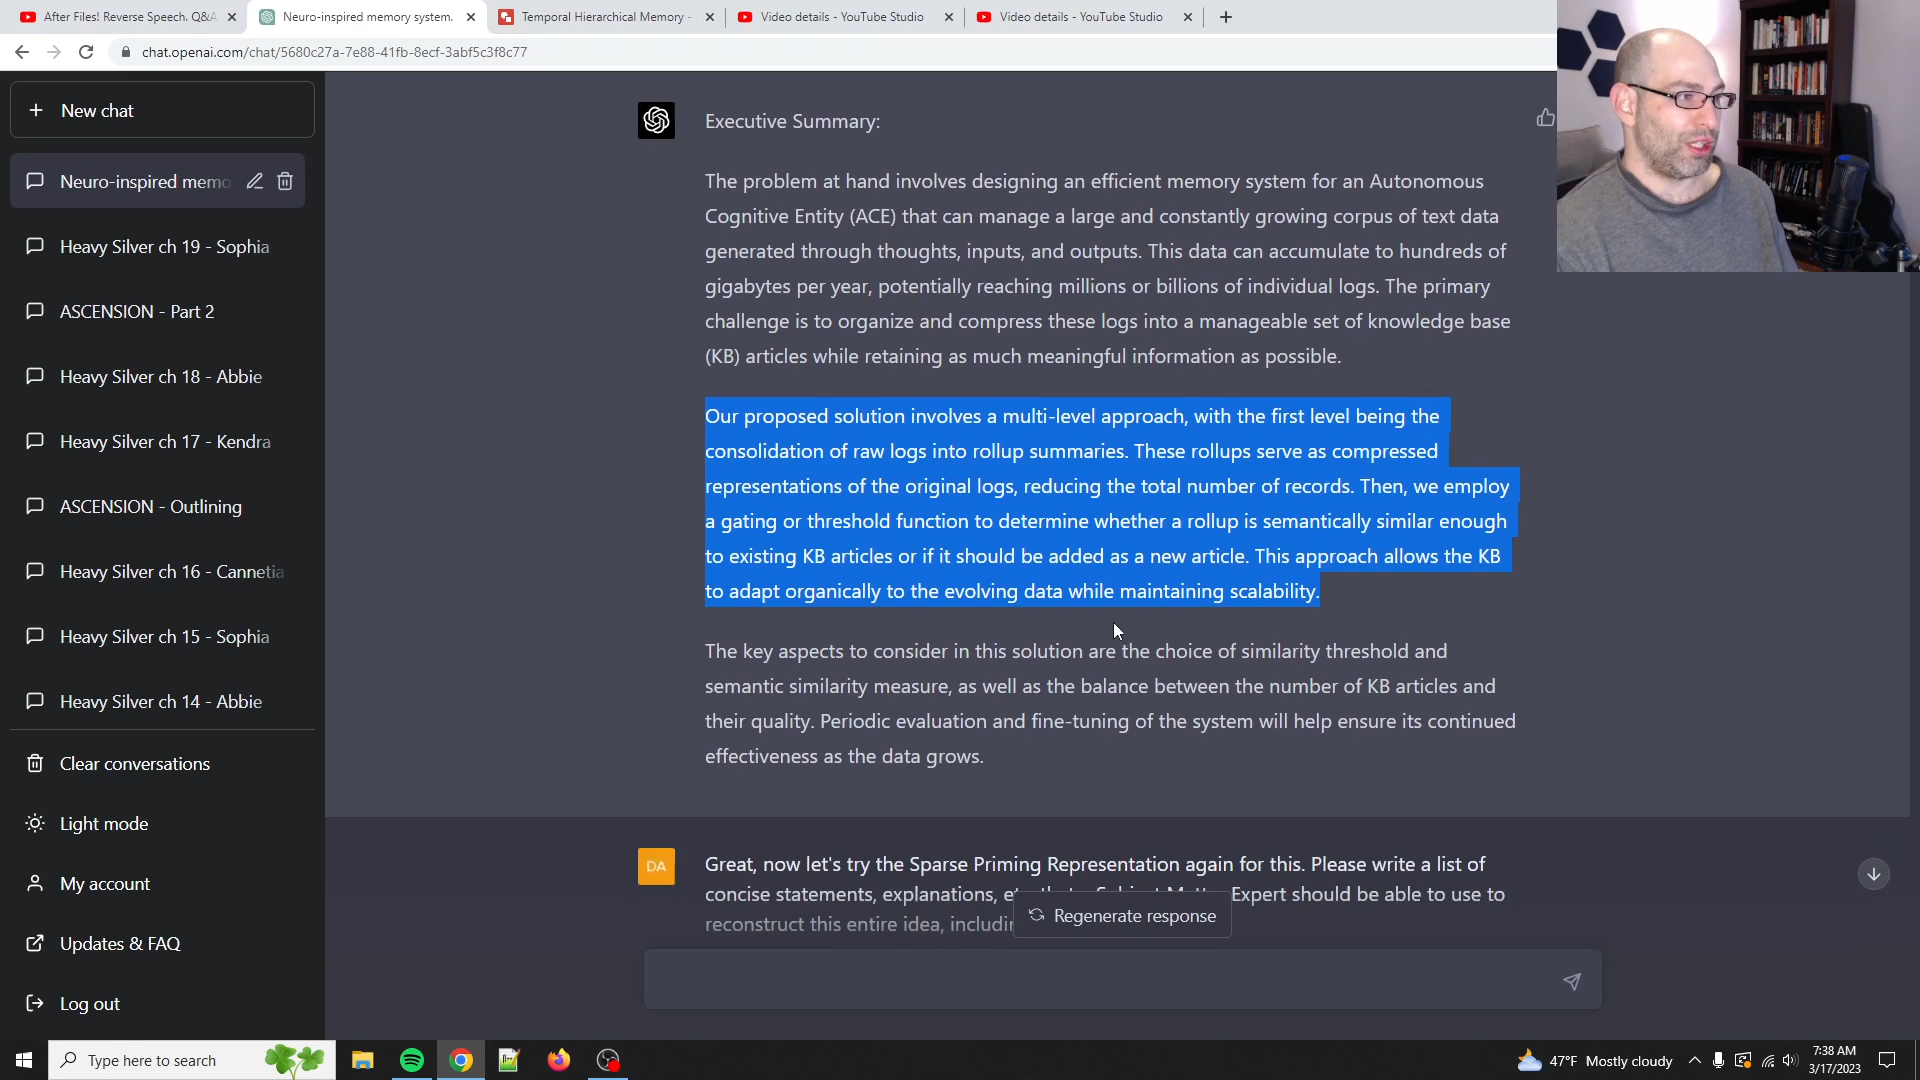 After Files! Reverse Speech. Q&A
Neuro-inspired memory system.
Temporal Hierarchical Memory -
Video details - YouTube Studio
Video details - YouTube Studio
chat.openai.com/chat/5680c27a-7e88-41fb-8ecf-3abf5c3f8c77
New chat
Neuro-inspired memo
Heavy Silver ch 19 - Sophia
ASCENSION - Part 2
Heavy Silver ch 18 - Abbie
Heavy Silver ch 17 - Kendra
ASCENSION - Outlining
Heavy Silver ch 16 - Cannetia
Heavy Silver ch 15 - Sophia
Heavy Silver ch 14 - Abbie
Clear conversations
Light mode
My account
Updates & FAQ
Log out
Executive Summary:
The problem at hand involves designing an efficient memory system for an Autonomous
Cognitive Entity (ACE) that can manage a large and constantly growing corpus of text data
generated through thoughts, inputs, and outputs. This data can accumulate to hundreds of
gigabytes per year, potentially reaching millions or billions of individual logs. The primary
challenge is to organize and compress these logs into a manageable set of knowledge base
(KB) articles while retaining as much meaningful information as possible.
Our proposed solution involves a multi-level approach, with the first level being the
consolidation of raw logs into rollup summaries. These rollups serve as compressed
representations of the original logs, reducing the total number of records. Then, we employ
a gating or threshold function to determine whether a rollup is semantically similar enough
to existing KB articles or if it should be added as a new article. This approach allows the KB
to adapt organically to the evolving data while maintaining scalability.
The key aspects to consider in this solution are the choice of similarity threshold and
semantic similarity measure, as well as the balance between the number of KB articles and
their quality. Periodic evaluation and fine-tuning of the system will help ensure its continued
effectiveness as the data grows.
DA
Great, now let's try the Sparse Priming Representation again for this. Please write a list of
concise statements, explanations, Expert should be able to use to
reconstruct this entire idea,
Regenerate response
Type here to search
47°F Mostly cloudy
7:38 AM
3/17/2023